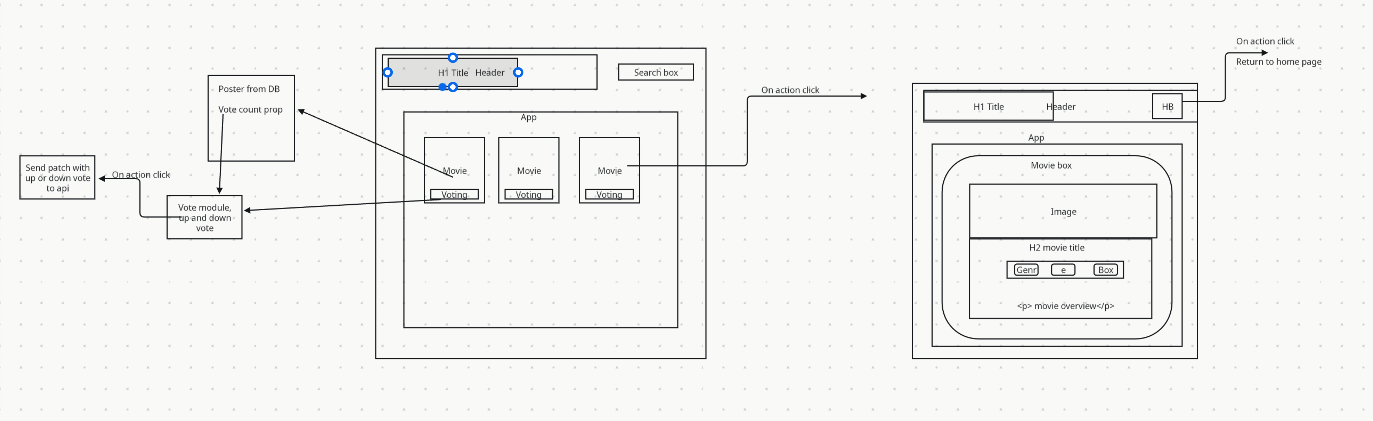 Send patch with
up or down vote
to api
On action click
Poster from DB
Vote count prop
Vote module,
up and down
vote
H1 Title Header
Search box
App
Movie
Voting
Movie
Voting
Movie
Voting
On action click
H1 Title
Header
HB
App
Movie box
Image
H2 movie title
Genr
e
Box
<p> movie overview</p>
On action click
Return to home page